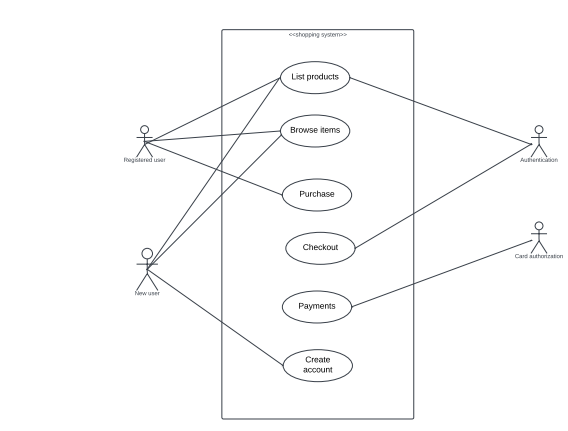 <<shopping system>>
List products
Browse items
Registered user
Authentication
Purchase
Checkout
Card authorization
New user
Payments
Create
account